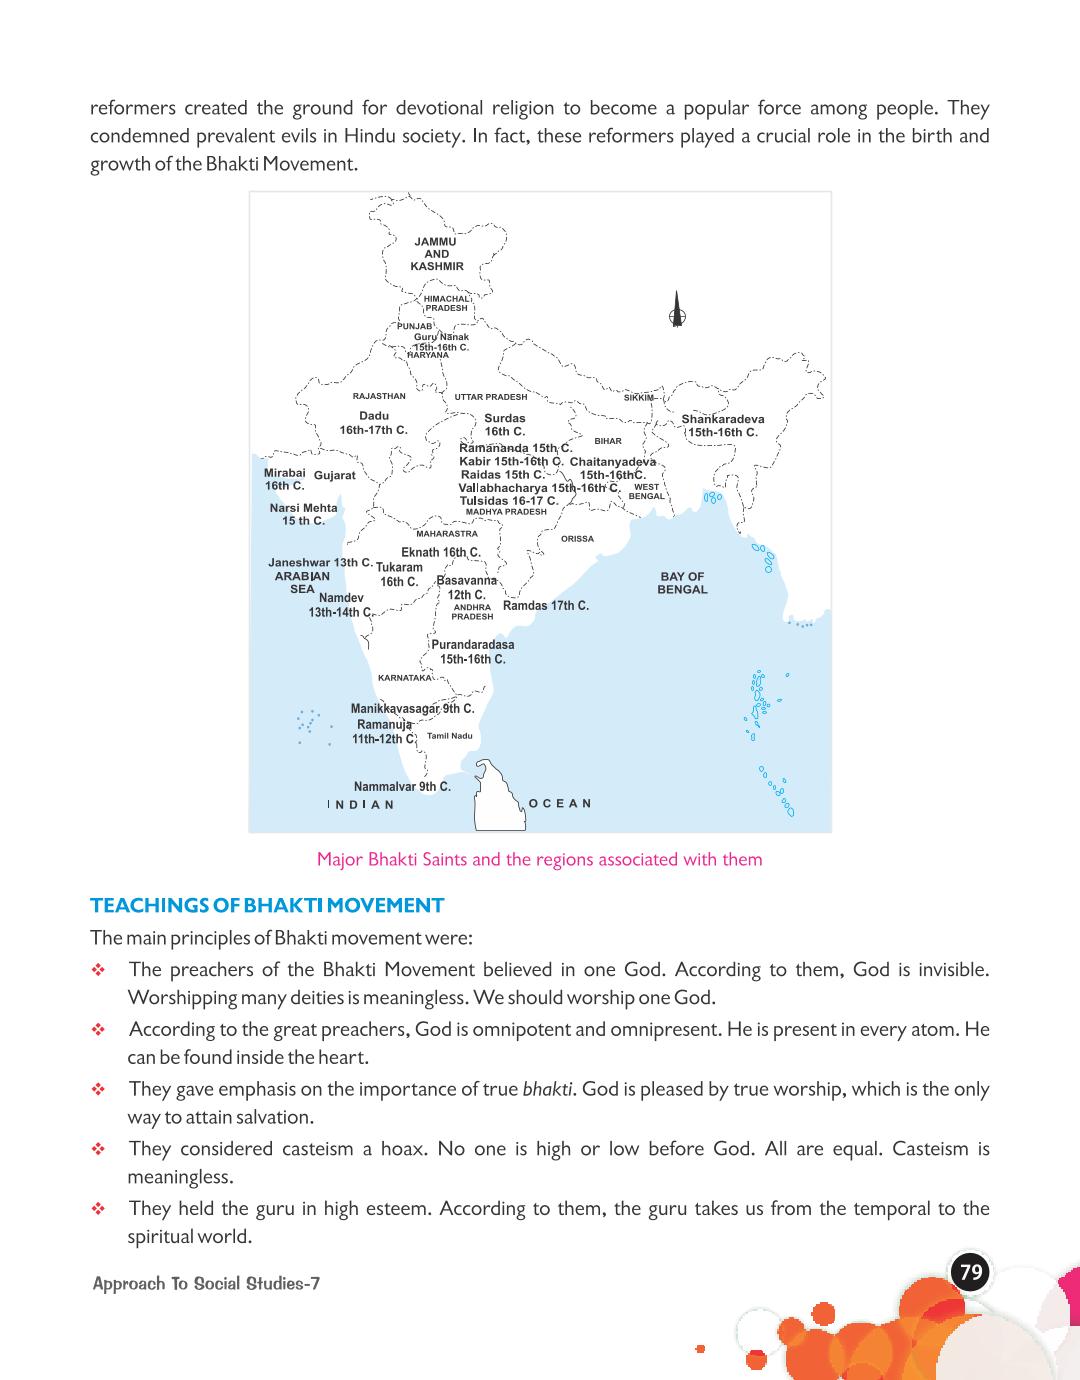 reformers created the ground for devotional religion to become a popular force among people. They
condemned prevalent evils in Hindu society. In fact, these reformers played a crucial role in the birth and
growth of the Bhakti Movement.
JAMMU
AND
KASHMIR
HIMACHAL
PRADESH
PUNJAB
Guru Nanak
15th-16th C.
HARYANA
RAJASTHAN
Dadu
16th-17th C.
UTTAR PRADESH
Surdas
16th C.
SIKKIM
Shankaradeva
15th-16th C.
BIHAR
Ramananda 15th C.
Kabir 15th-16th C.
Raidas 15th C.
Vallabhacharya 15th-16th C.
Tulsidas 16-17 C.
MADHYA PRADESH
Chaitanyadeva
15th-16thC.
WEST
BENGAL
Mirabai
16th C.
Gujarat
Narsi Mehta
15 th C.
MAHARASTRA
ORISSA
Eknath 16th C.
Janeshwar 13th C.
Tukaram
16th C.
ARABIAN
SEA
Namdev
13th-14th C.
Basavanna
12th C.
ANDHRA
PRADESH
Ramdas 17th C.
BAY OF
BENGAL
Purandaradasa
15th-16th C.
KARNATAKA
Manikkavasagar 9th C.
Ramanuja
11th-12th C.
Tamil Nadu
Nammalvar 9th C.
INDIAN OCEAN
Major Bhakti Saints and the regions associated with them
TEACHINGS OF BHAKTI MOVEMENT
The main principles of Bhakti movement were:
❖ The preachers of the Bhakti Movement believed in one God. According to them, God is invisible.
Worshipping many deities is meaningless. We should worship one God.
❖ According to the great preachers, God is omnipotent and omnipresent. He is present in every atom. He
can be found inside the heart.
❖ They gave emphasis on the importance of true bhakti. God is pleased by true worship, which is the only
way to attain salvation.
❖ They considered casteism a hoax. No one is high or low before God. All are equal. Casteism is
meaningless.
❖ They held the guru in high esteem. According to them, the guru takes us from the temporal to the
spiritual world.
Approach To Social Studies-7
79